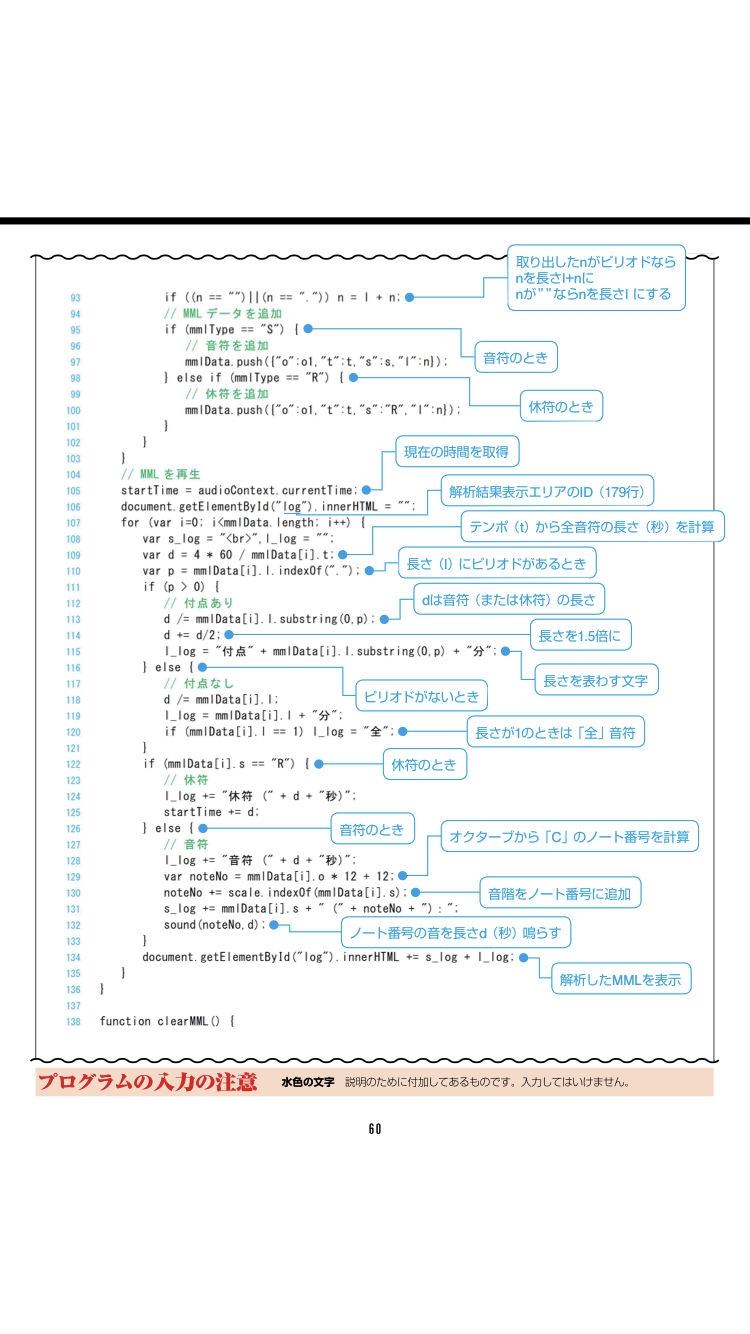 93 if ((n == "")||(n == ".")) n = l + n;
取り出したnがピリオドなら
nを長さl+nに
nが""ならnを長さl にする
94 // MML データを追加
95 if (mmlType == "S") {
音符のとき
96 // 音符を追加
97 mmlData.push({"o":o1,"t":t,"s":s,"l":n});
98 } else if (mmlType == "R") {
休符のとき
99 // 休符を追加
100 mmlData.push({"o":o1,"t":t,"s":"R","l":n});
101 }
102 }
103 }
104 // MML を再生
105 startTime = audioContext.currentTime;
現在の時間を取得
106 document.getElementById("log").innerHTML = "";
解析結果表示エリアのID（179行）
107 for (var i=0; i<mmlData.length; i++) {
108 var s_log = "<br>",l_log = "";
109 var d = 4 * 60 / mmlData[i].t;
テンポ（t）から全音符の長さ（秒）を計算
110 var p = mmlData[i].l.indexOf(".");
長さ（l）にピリオドがあるとき
111 if (p > 0) {
112 // 付点あり
113 d /= mmlData[i].l.substring(0,p);
dは音符（または休符）の長さ
114 d += d/2;
長さを1.5倍に
115 l_log = "付点" + mmlData[i].l.substring(0,p) + "分";
長さを表わす文字
116 } else {
ピリオドがないとき
117 // 付点なし
118 d /= mmlData[i].l;
119 l_log = mmlData[i].l + "分";
120 if (mmlData[i].l == 1) l_log = "全";
長さが1のときは「全」音符
121 }
122 if (mmlData[i].s == "R") {
休符のとき
123 // 休符
124 l_log += "休符 (" + d + "秒)";
125 startTime += d;
126 } else {
音符のとき
127 // 音符
128 l_log += "音符 (" + d + "秒)";
129 var noteNo = mmlData[i].o * 12 + 12;
オクターブから「C」のノート番号を計算
130 noteNo += scale.indexOf(mmlData[i].s);
音階をノート番号に追加
131 s_log += mmlData[i].s + " (" + noteNo + ") : ";
132 sound(noteNo,d);
ノート番号の音を長さd（秒）鳴らす
133 }
134 document.getElementById("log").innerHTML += s_log + l_log;
解析したMMLを表示
135 }
136 }
137
138 function clearMML() {
プログラムの入力の注意 水色の文字 説明のために付加してあるものです。入力してはいけません。
60